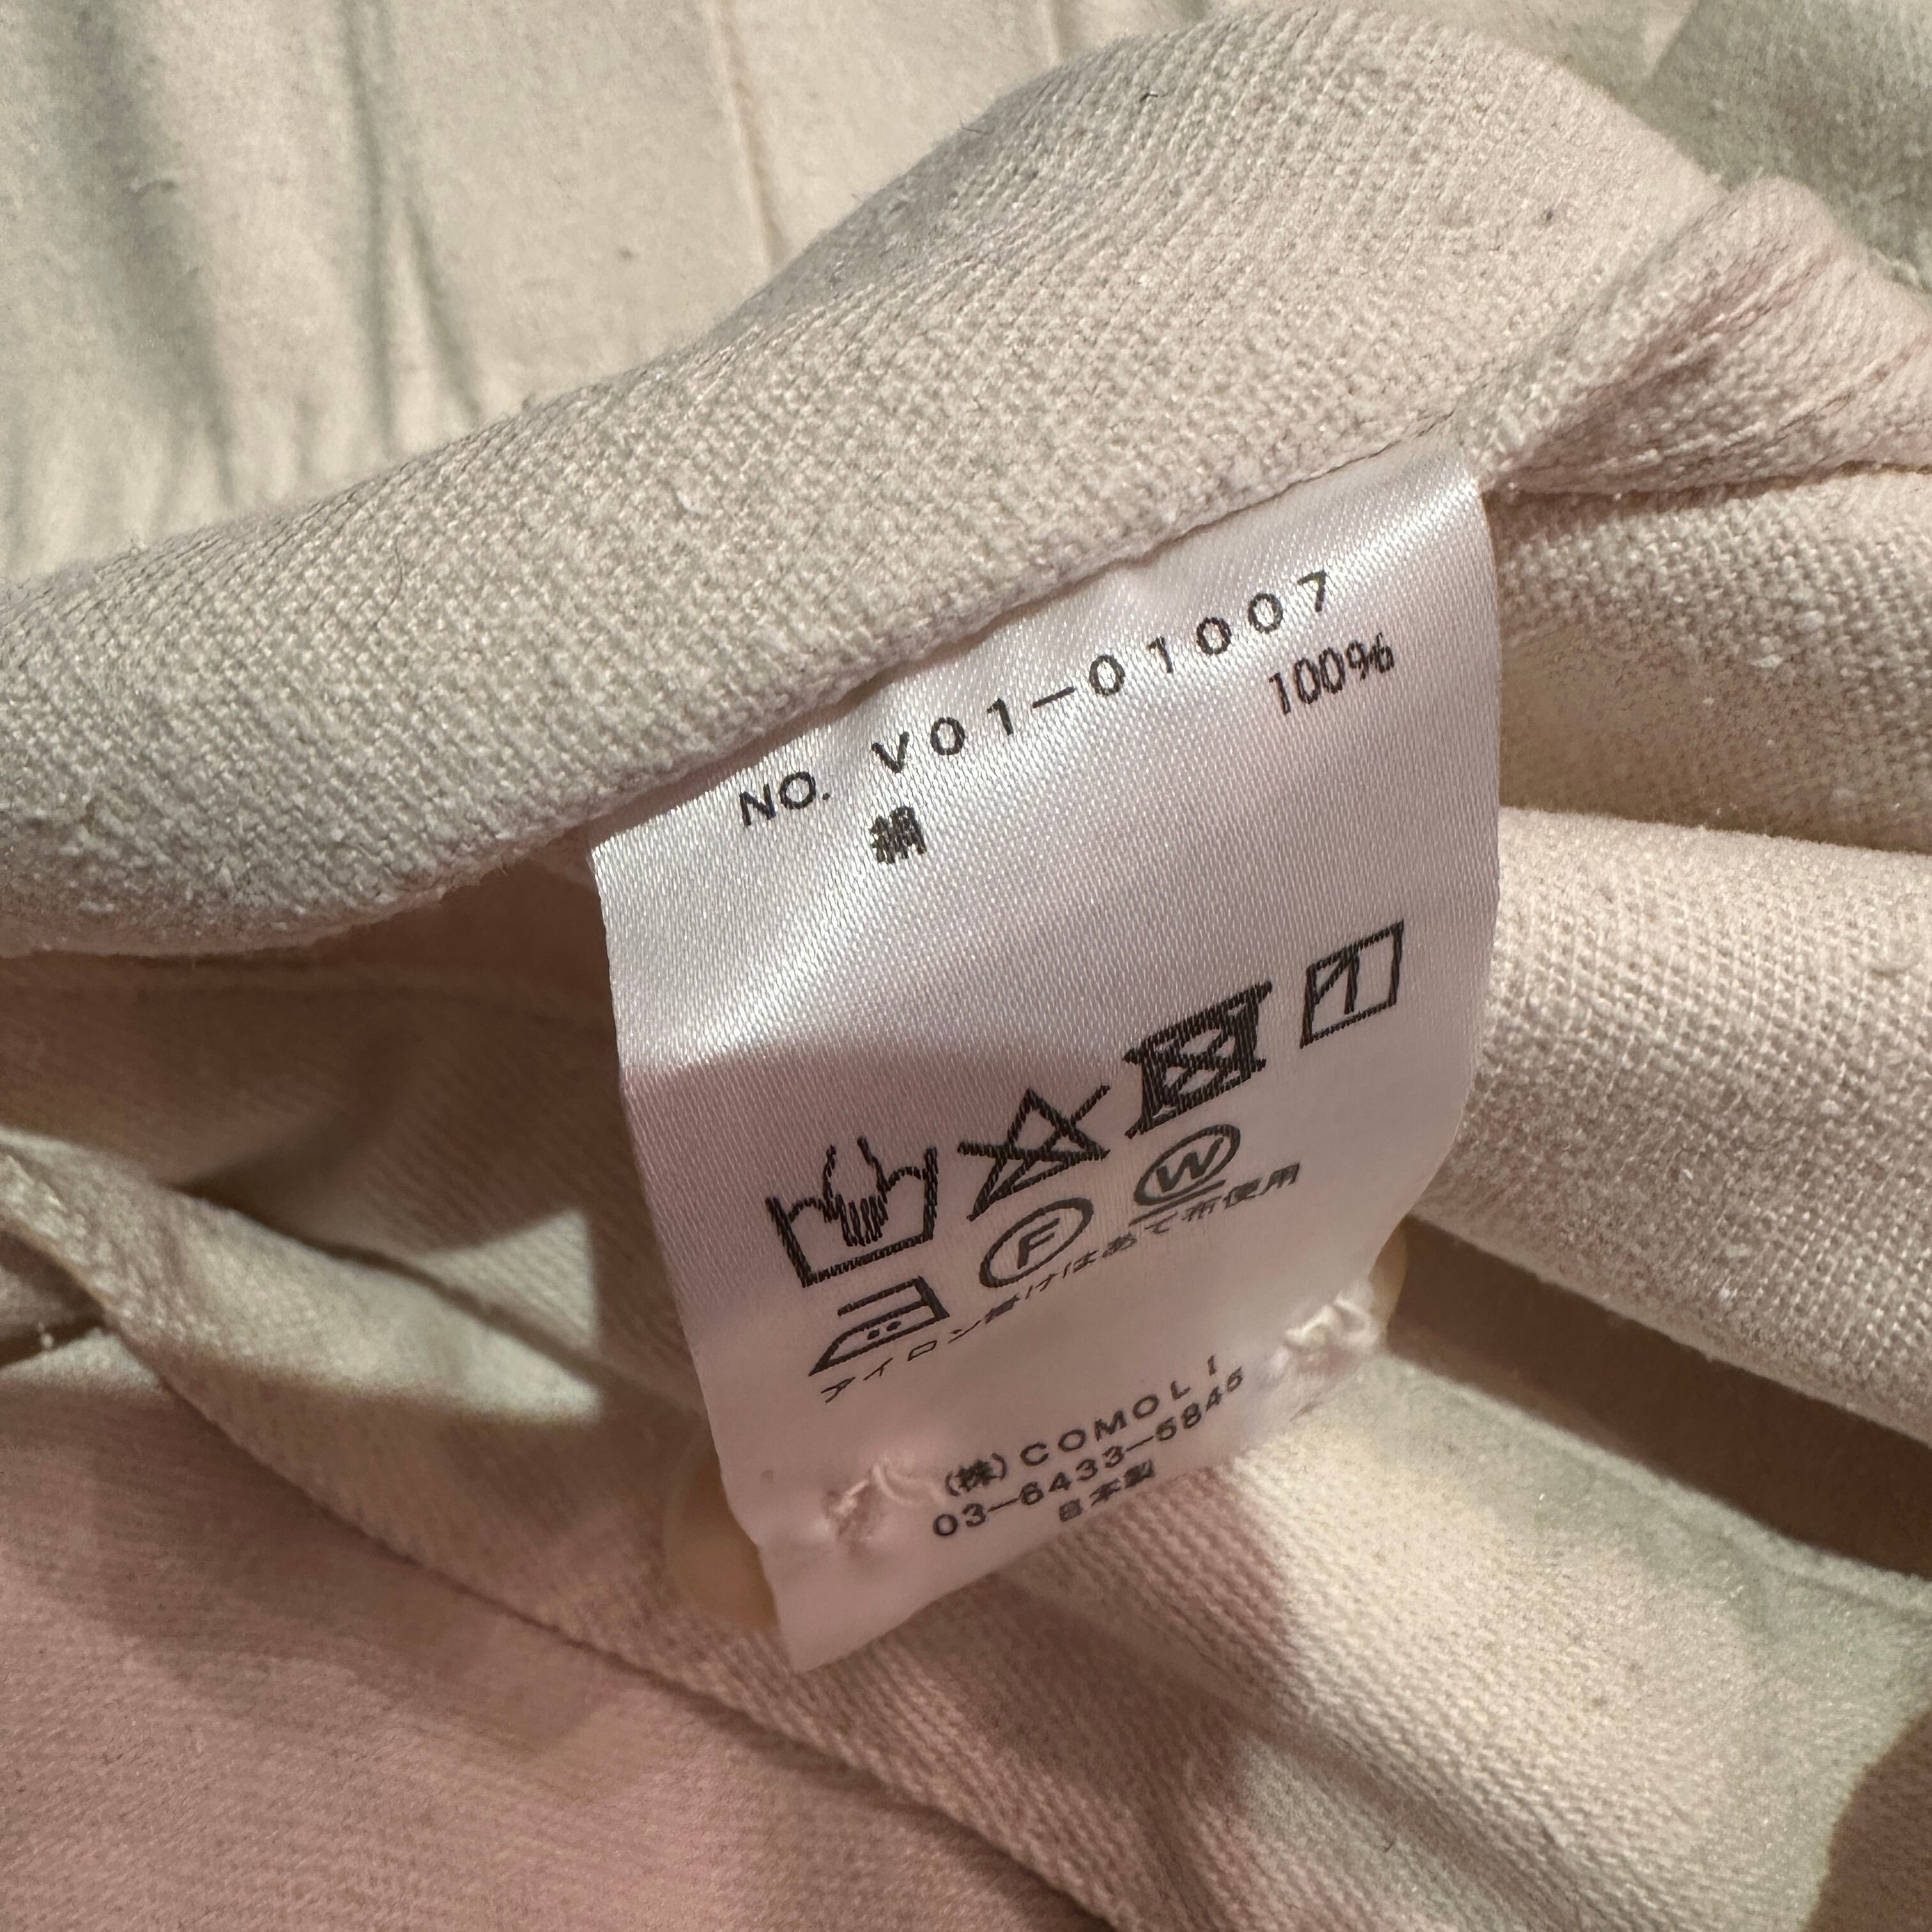 NO. V01-01007
絹 100%
F W
アイロン掛けはあて布使用
(株)COMOLI
03-6433-5845
日本製